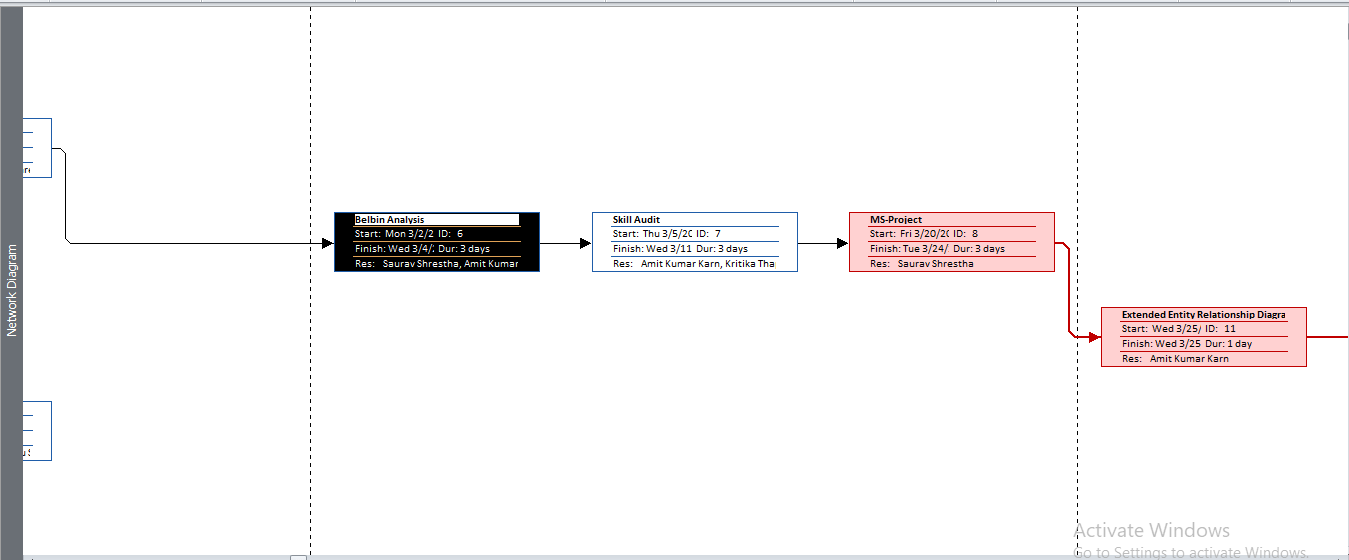 Network Diagram
Belbin Analysis
Start: Mon 3/2/2 ID: 6
Finish: Wed 3/4/ Dur: 3 days
Res: Saurav Shrestha, Amit Kumar
Skill Audit
Start: Thu 3/5/20 ID: 7
Finish: Wed 3/11 Dur: 3 days
Res: Amit Kumar Karn, Kritika Tha
MS-Project
Start: Fri 3/20/20 ID: 8
Finish: Tue 3/24/ Dur: 3 days
Res: Saurav Shrestha
Extended Entity Relationship Diagra
Start: Wed 3/25/ ID: 11
Finish: Wed 3/25 Dur: 1 day
Res: Amit Kumar Karn
Activate Windows
Go to Settings to activate Windows.